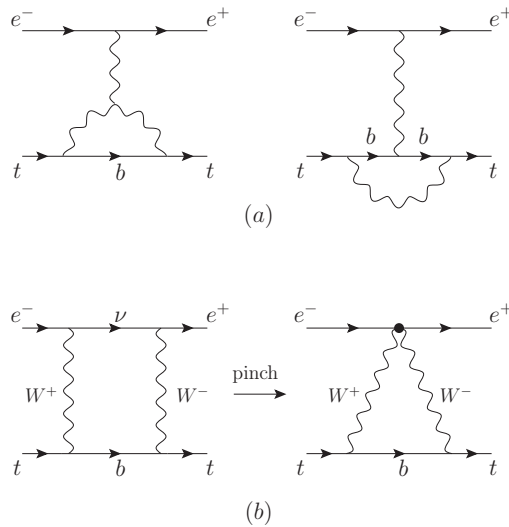 e⁻ e⁺ e⁻ e⁺
b b
t b t t t
(a)
e⁻ ν e⁺ e⁻ e⁺
pinch
W⁺ W⁻ W⁺ W⁻
t b t t b t
(b)